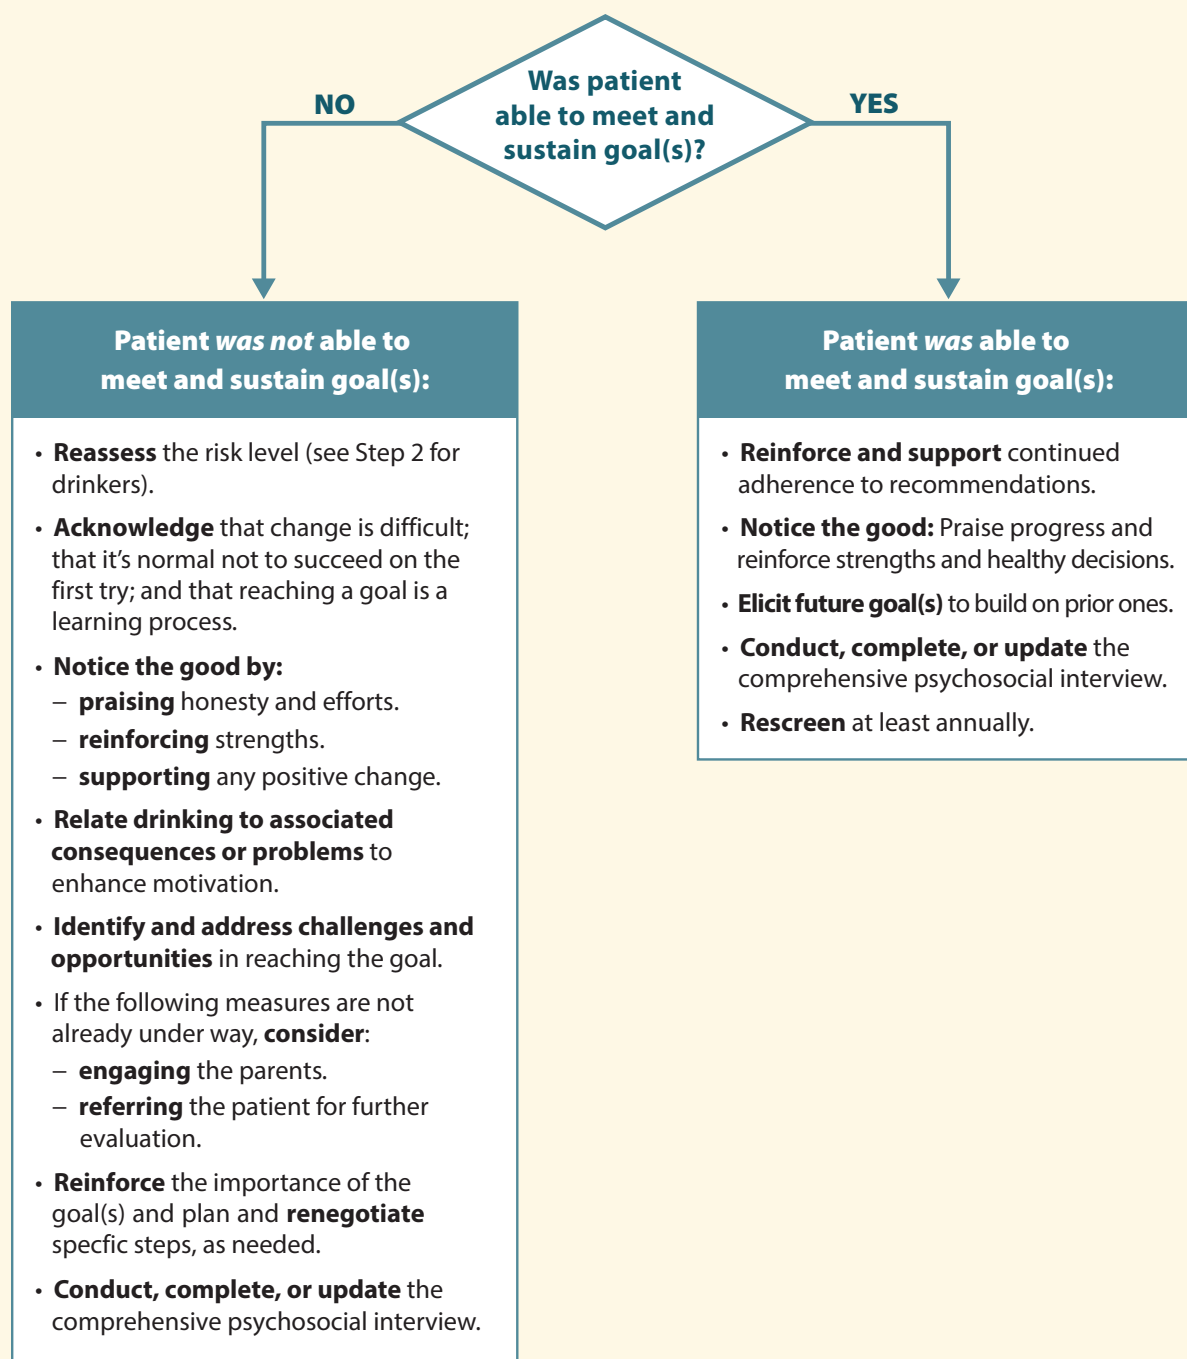 Was patient
able to meet and
sustain goal(s)?
NO
YES
Patient was not able to
meet and sustain goal(s):
• Reassess the risk level (see Step 2 for
drinkers).
• Acknowledge that change is difficult;
that it's normal not to succeed on the
first try; and that reaching a goal is a
learning process.
• Notice the good by:
– praising honesty and efforts.
– reinforcing strengths.
– supporting any positive change.
• Relate drinking to associated
consequences or problems to
enhance motivation.
• Identify and address challenges and
opportunities in reaching the goal.
• If the following measures are not
already under way, consider:
– engaging the parents.
– referring the patient for further
evaluation.
• Reinforce the importance of the
goal(s) and plan and renegotiate
specfic steps, as needed.
• Conduct, complete, or update the
comprehensive psychosocial interview.
Patient was able to
meet and sustain goal(s):
• Reinforce and support continued
adherence to recommendations.
• Notice the good: Praise progress and
reinforce strengths and healthy decisions.
• Elicit future goal(s) to build on prior ones.
• Conduct, complete, or update the
comprehensive psychosocial interview.
• Rescreen at least annually.